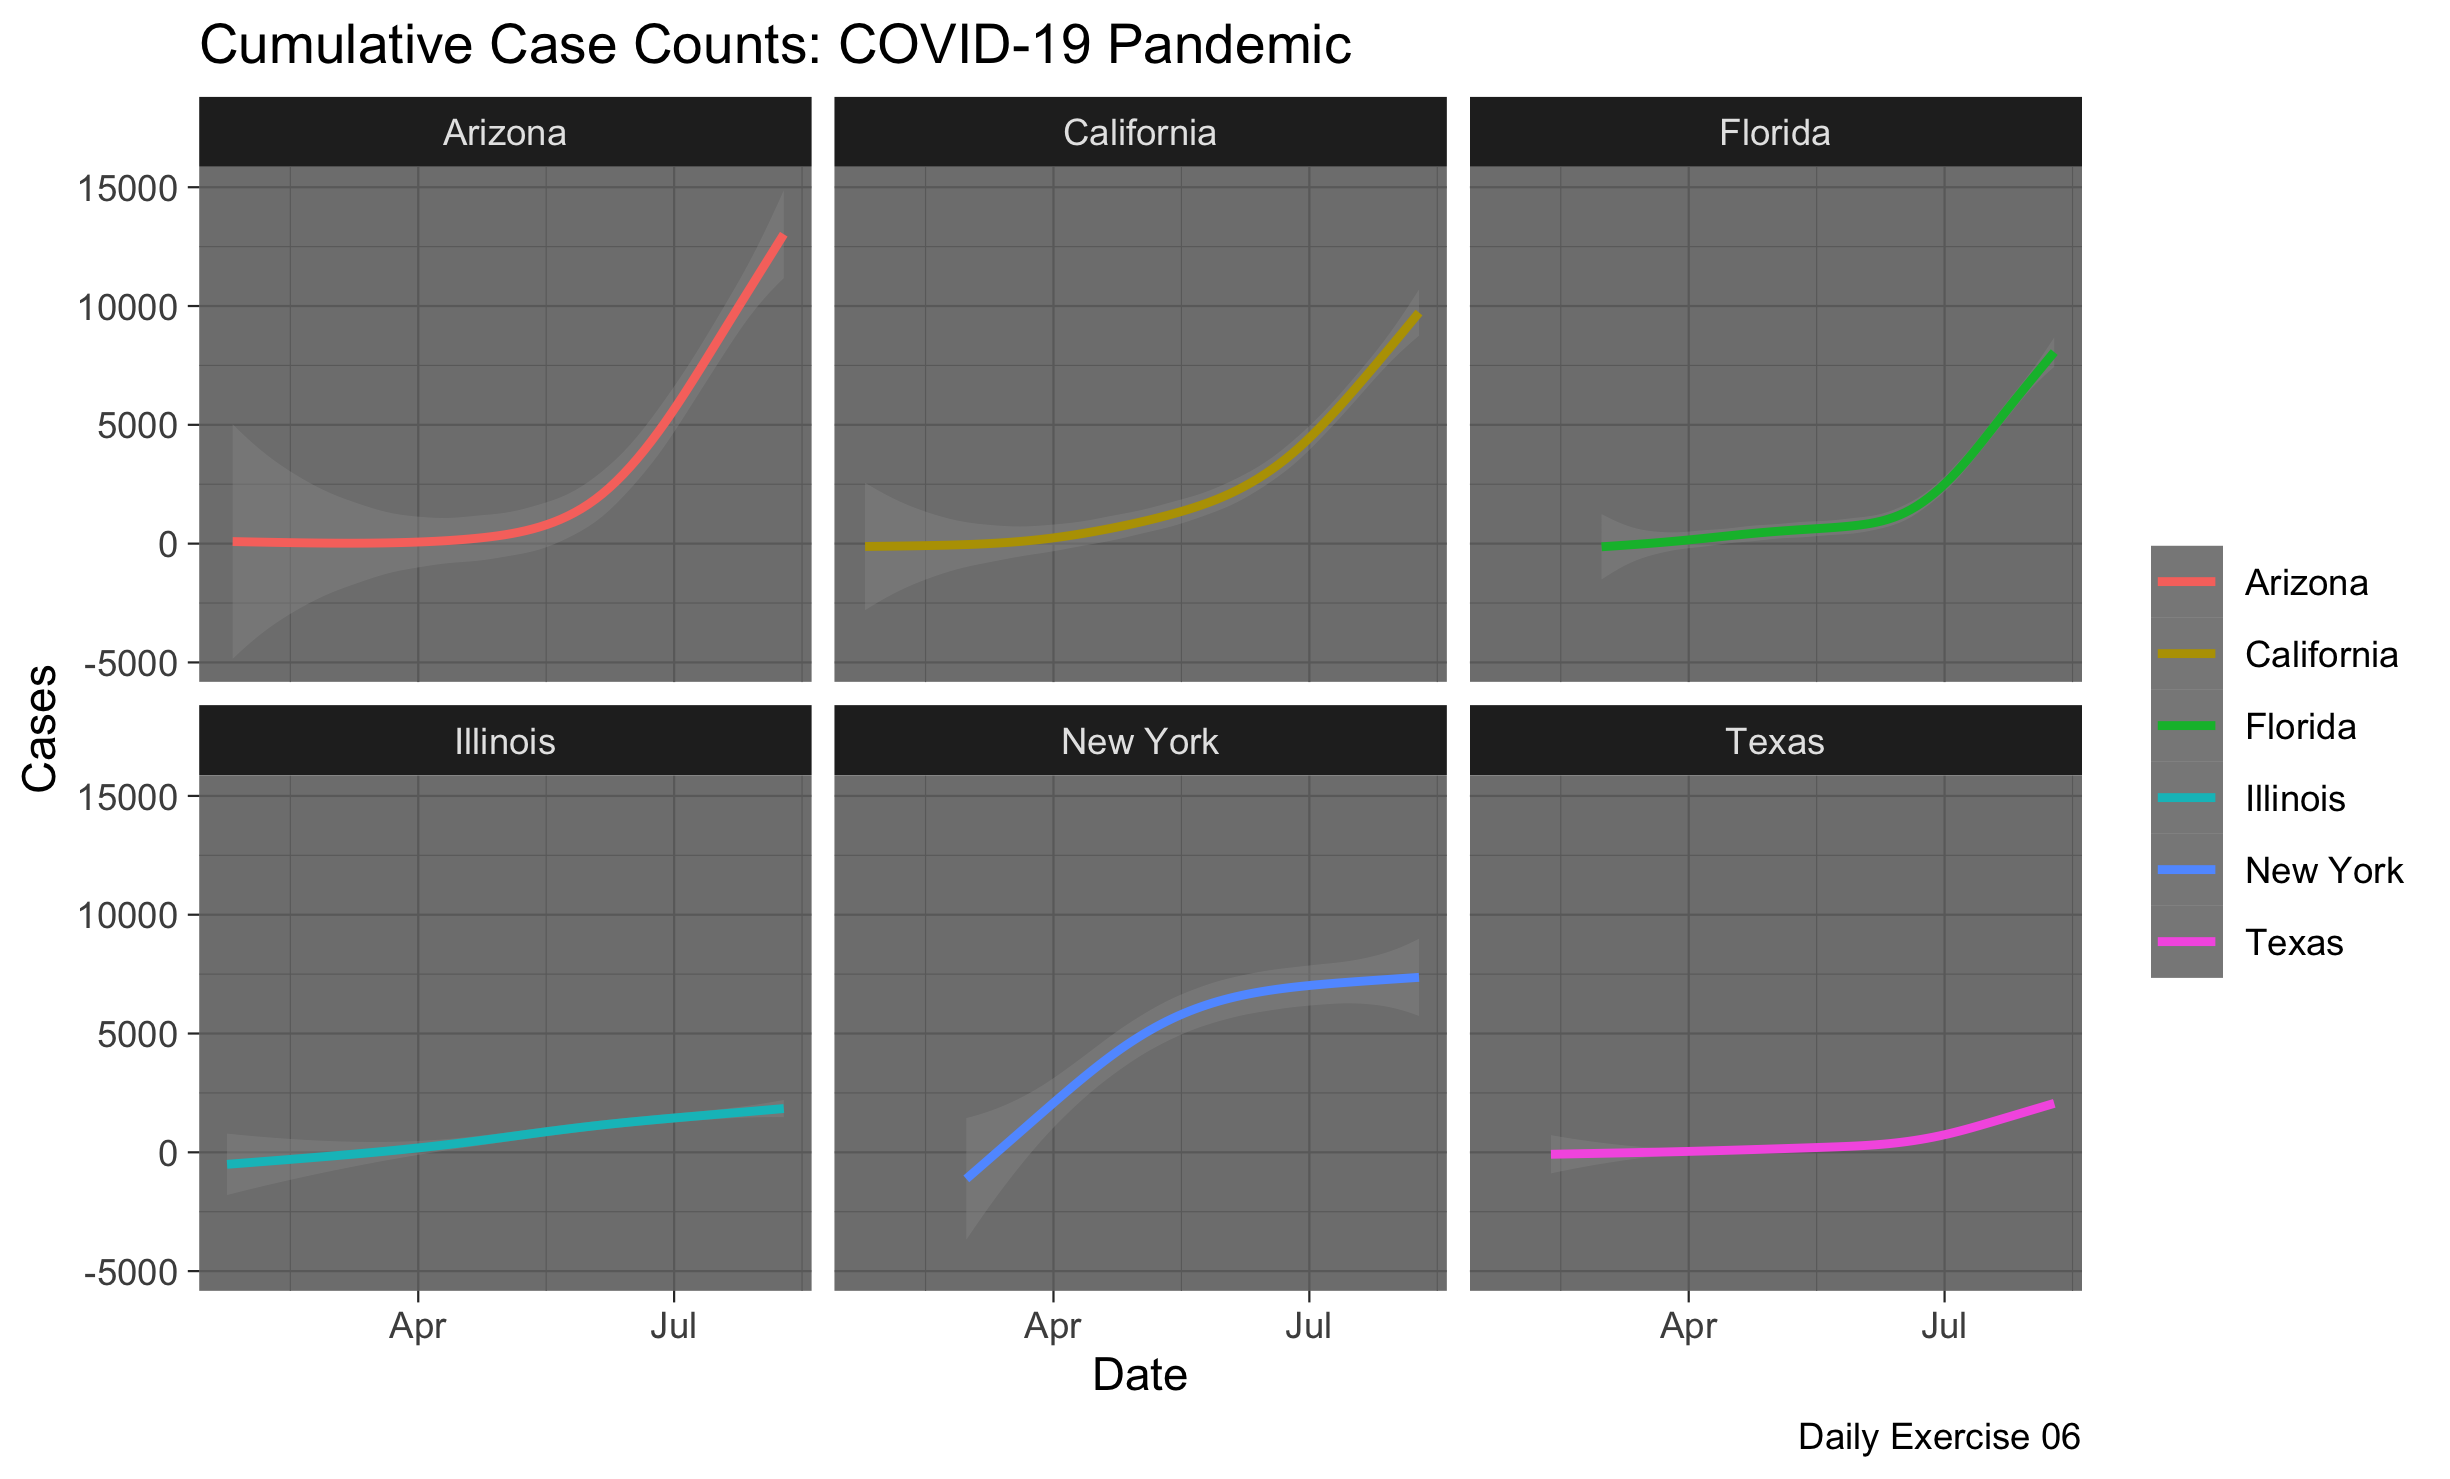 Cumulative Case Counts: COVID-19 Pandemic
Arizona
California
Florida
15000
10000
5000
0
-5000
Illinois
New York
Texas
15000
10000
5000
0
-5000
Cases
Apr
Jul
Apr
Jul
Apr
Jul
Date
Arizona
California
Florida
Illinois
New York
Texas
Daily Exercise 06